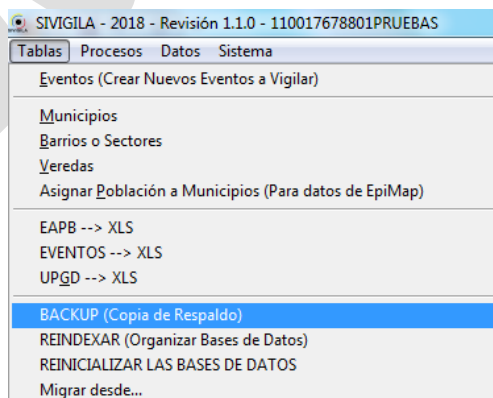 SIVIGILA - 2018 - Revisión 1.1.0 - 110017678801PRUEBAS
Tablas Procesos Datos Sistema
Eventos (Crear Nuevos Eventos a Vigilar)
Municipios
Barrios o Sectores
Veredas
Asignar Población a Municipios (Para datos de EpiMap)
EAPB --> XLS
EVENTOS --> XLS
UPGD --> XLS
BACKUP (Copia de Respaldo)
REINDEXAR (Organizar Bases de Datos)
REINICIALIZAR LAS BASES DE DATOS
Migrar desde...